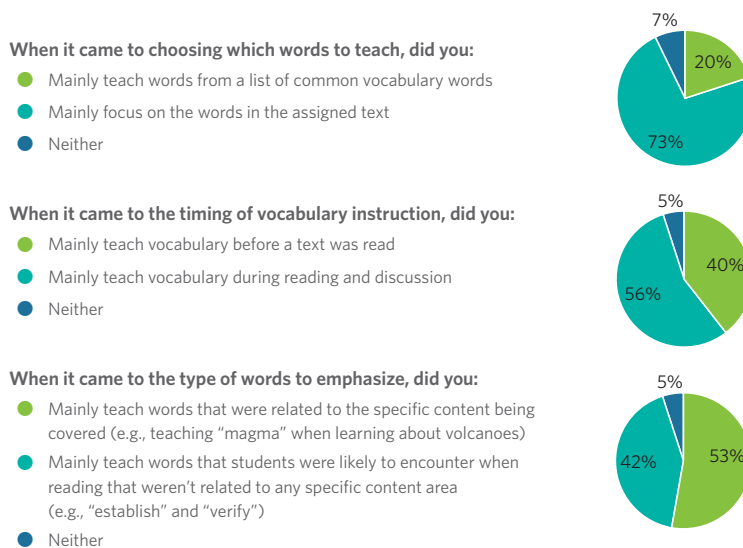 7%
When it came to choosing which words to teach, did you:
Mainly teach words from a list of common vocabulary words
20%
Mainly focus on the words in the assigned text
Neither
73%
5%
When it came to the timing of vocabulary instruction, did you:
Mainly teach vocabulary before a text was read
40%
Mainly teach vocabulary during reading and discussion
56%
Neither
When it came to the type of words to emphasize, did you:
5%
Mainly teach words that were related to the specific content being
covered (e.g., teaching “magma” when learning about volcanoes)
53%
Mainly teach words that students were likely to encounter when
42%
reading that weren’t related to any specific content area
(e.g., “establish” and “verify”)
Neither